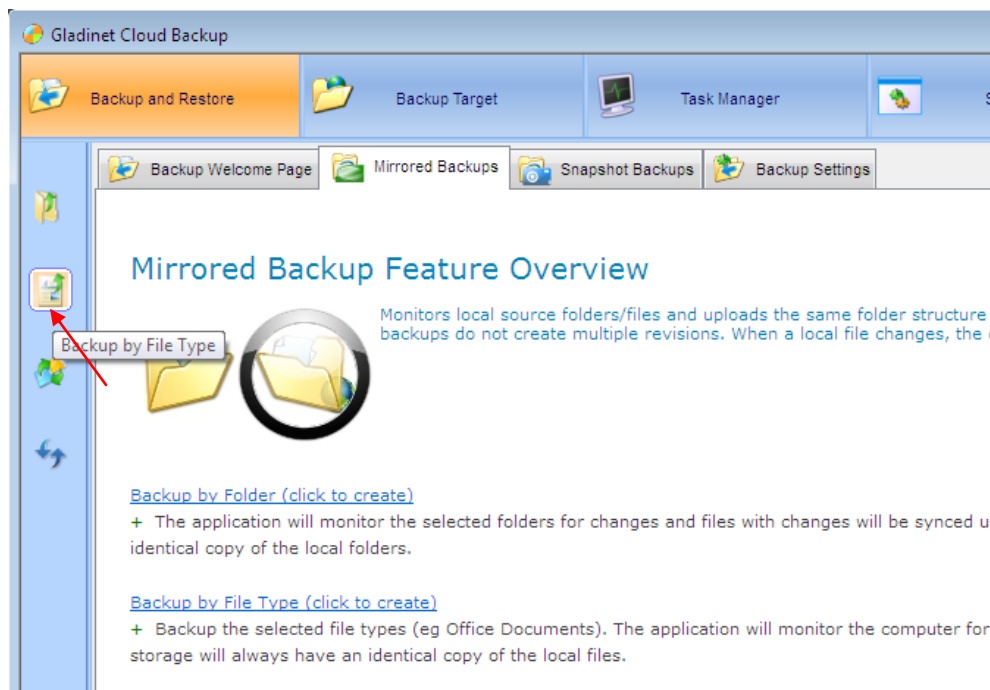 Gladinet Cloud Backup
Backup and Restore
Backup Target
Task Manager
Backup Welcome Page
Mirrored Backups
Snapshot Backups
Backup Settings
Mirrored Backup Feature Overview
Monitors local source folders/files and uploads the same folder structure
backups do not create multiple revisions. When a local file changes, the
Backup by File Type
Backup by Folder (click to create)
+ The application will monitor the selected folders for changes and files with changes will be synced
identical copy of the local folders.
Backup by File Type (click to create)
+ Backup the selected file types (eg Office Documents). The application will monitor the computer for
storage will always have an identical copy of the local files.